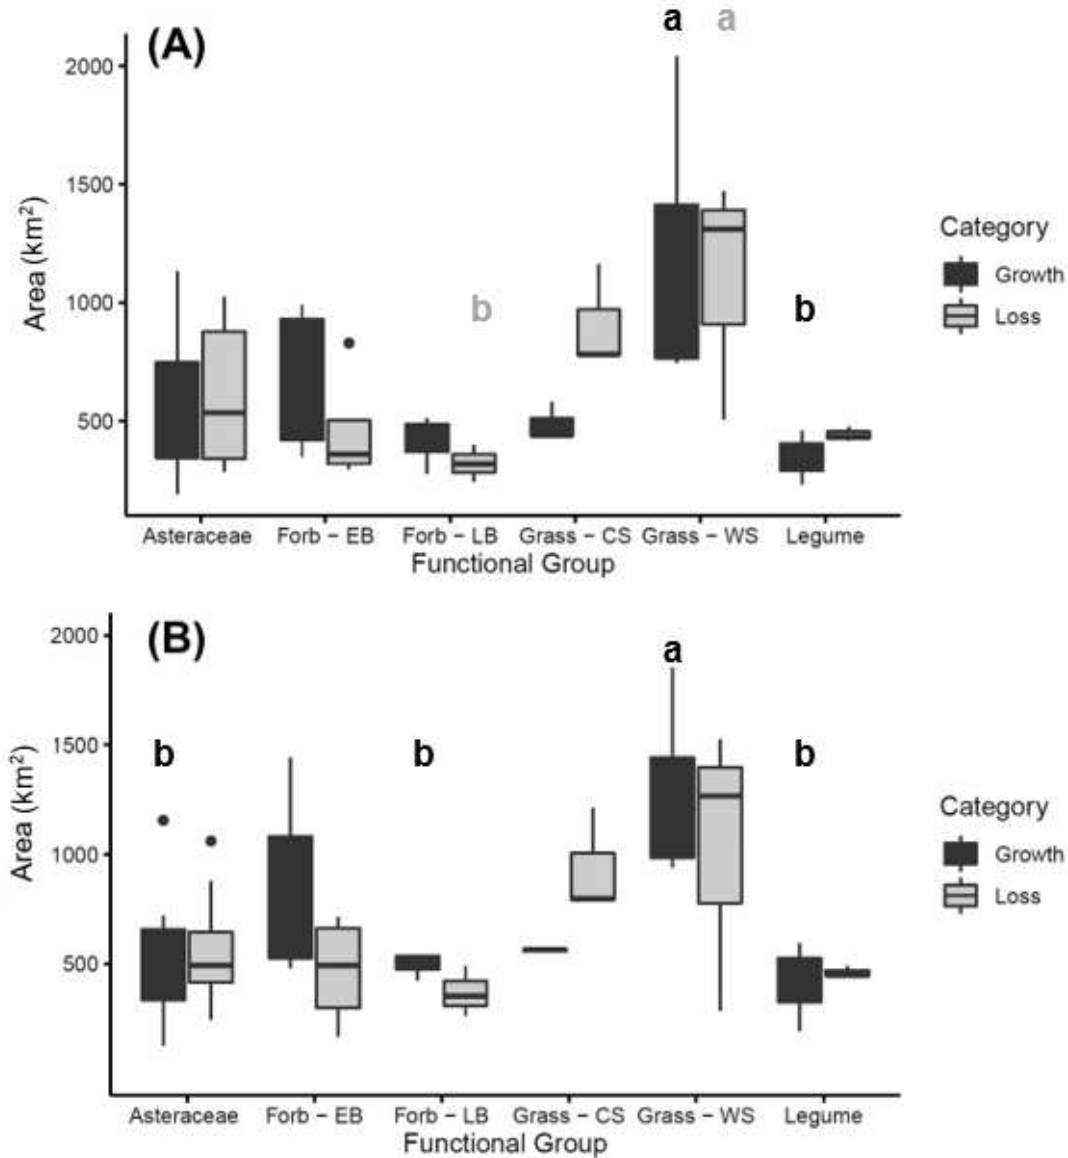 a a
(A)
2000
1500
1000
500
Area (km²)
b b
Asteraceae Forb − EB Forb − LB Grass − CS Grass − WS Legume
Functional Group
Category
Growth
Loss
(B)
2000
1500
1000
500
Area (km²)
a
b b b
Asteraceae Forb − EB Forb − LB Grass − CS Grass − WS Legume
Functional Group
Category
Growth
Loss